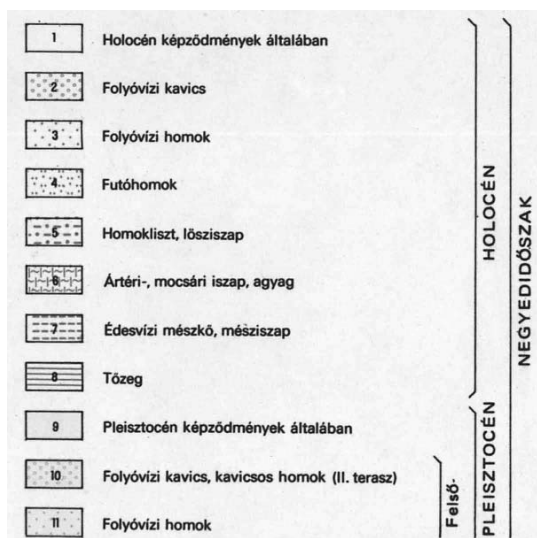 1 Holocén képződmények általában
2 Folyóvízi kavics
3 Folyóvízi homok
4 Futóhomok
5 Homokliszt, lösziszap
6 Ártéri-, mocsári iszap, agyag
7 Édesvízi mészkő, mésziszap
8 Tőzeg
9 Pleisztocén képződmények általában
10 Folyóvízi kavics, kavicsos homok (II. terasz)
11 Folyóvízi homok
Felső-
HOLOCÉN
PLEISZTOCÉN
NEGYEDIDŐSZAK